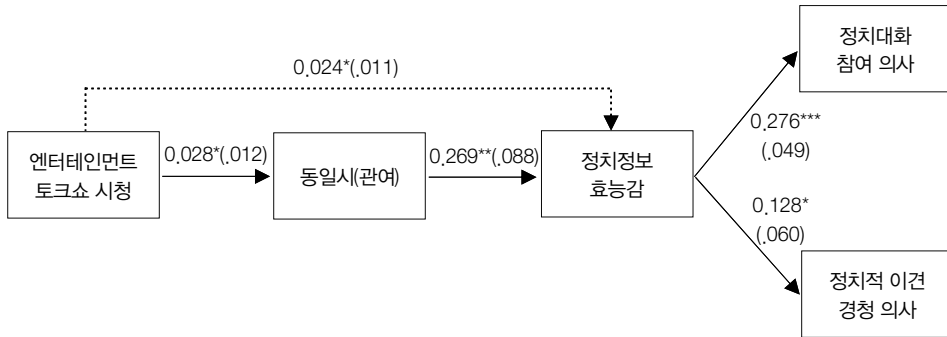 정치대화
참여 의사
0.024*(.011)
0.276***
(.049)
엔터테인먼트
토크쇼 시청
0.028*(.012)
동일시(관여)
0.269**(.088)
정치정보
효능감
0.128*
(.060)
정치적 이견
경청 의사